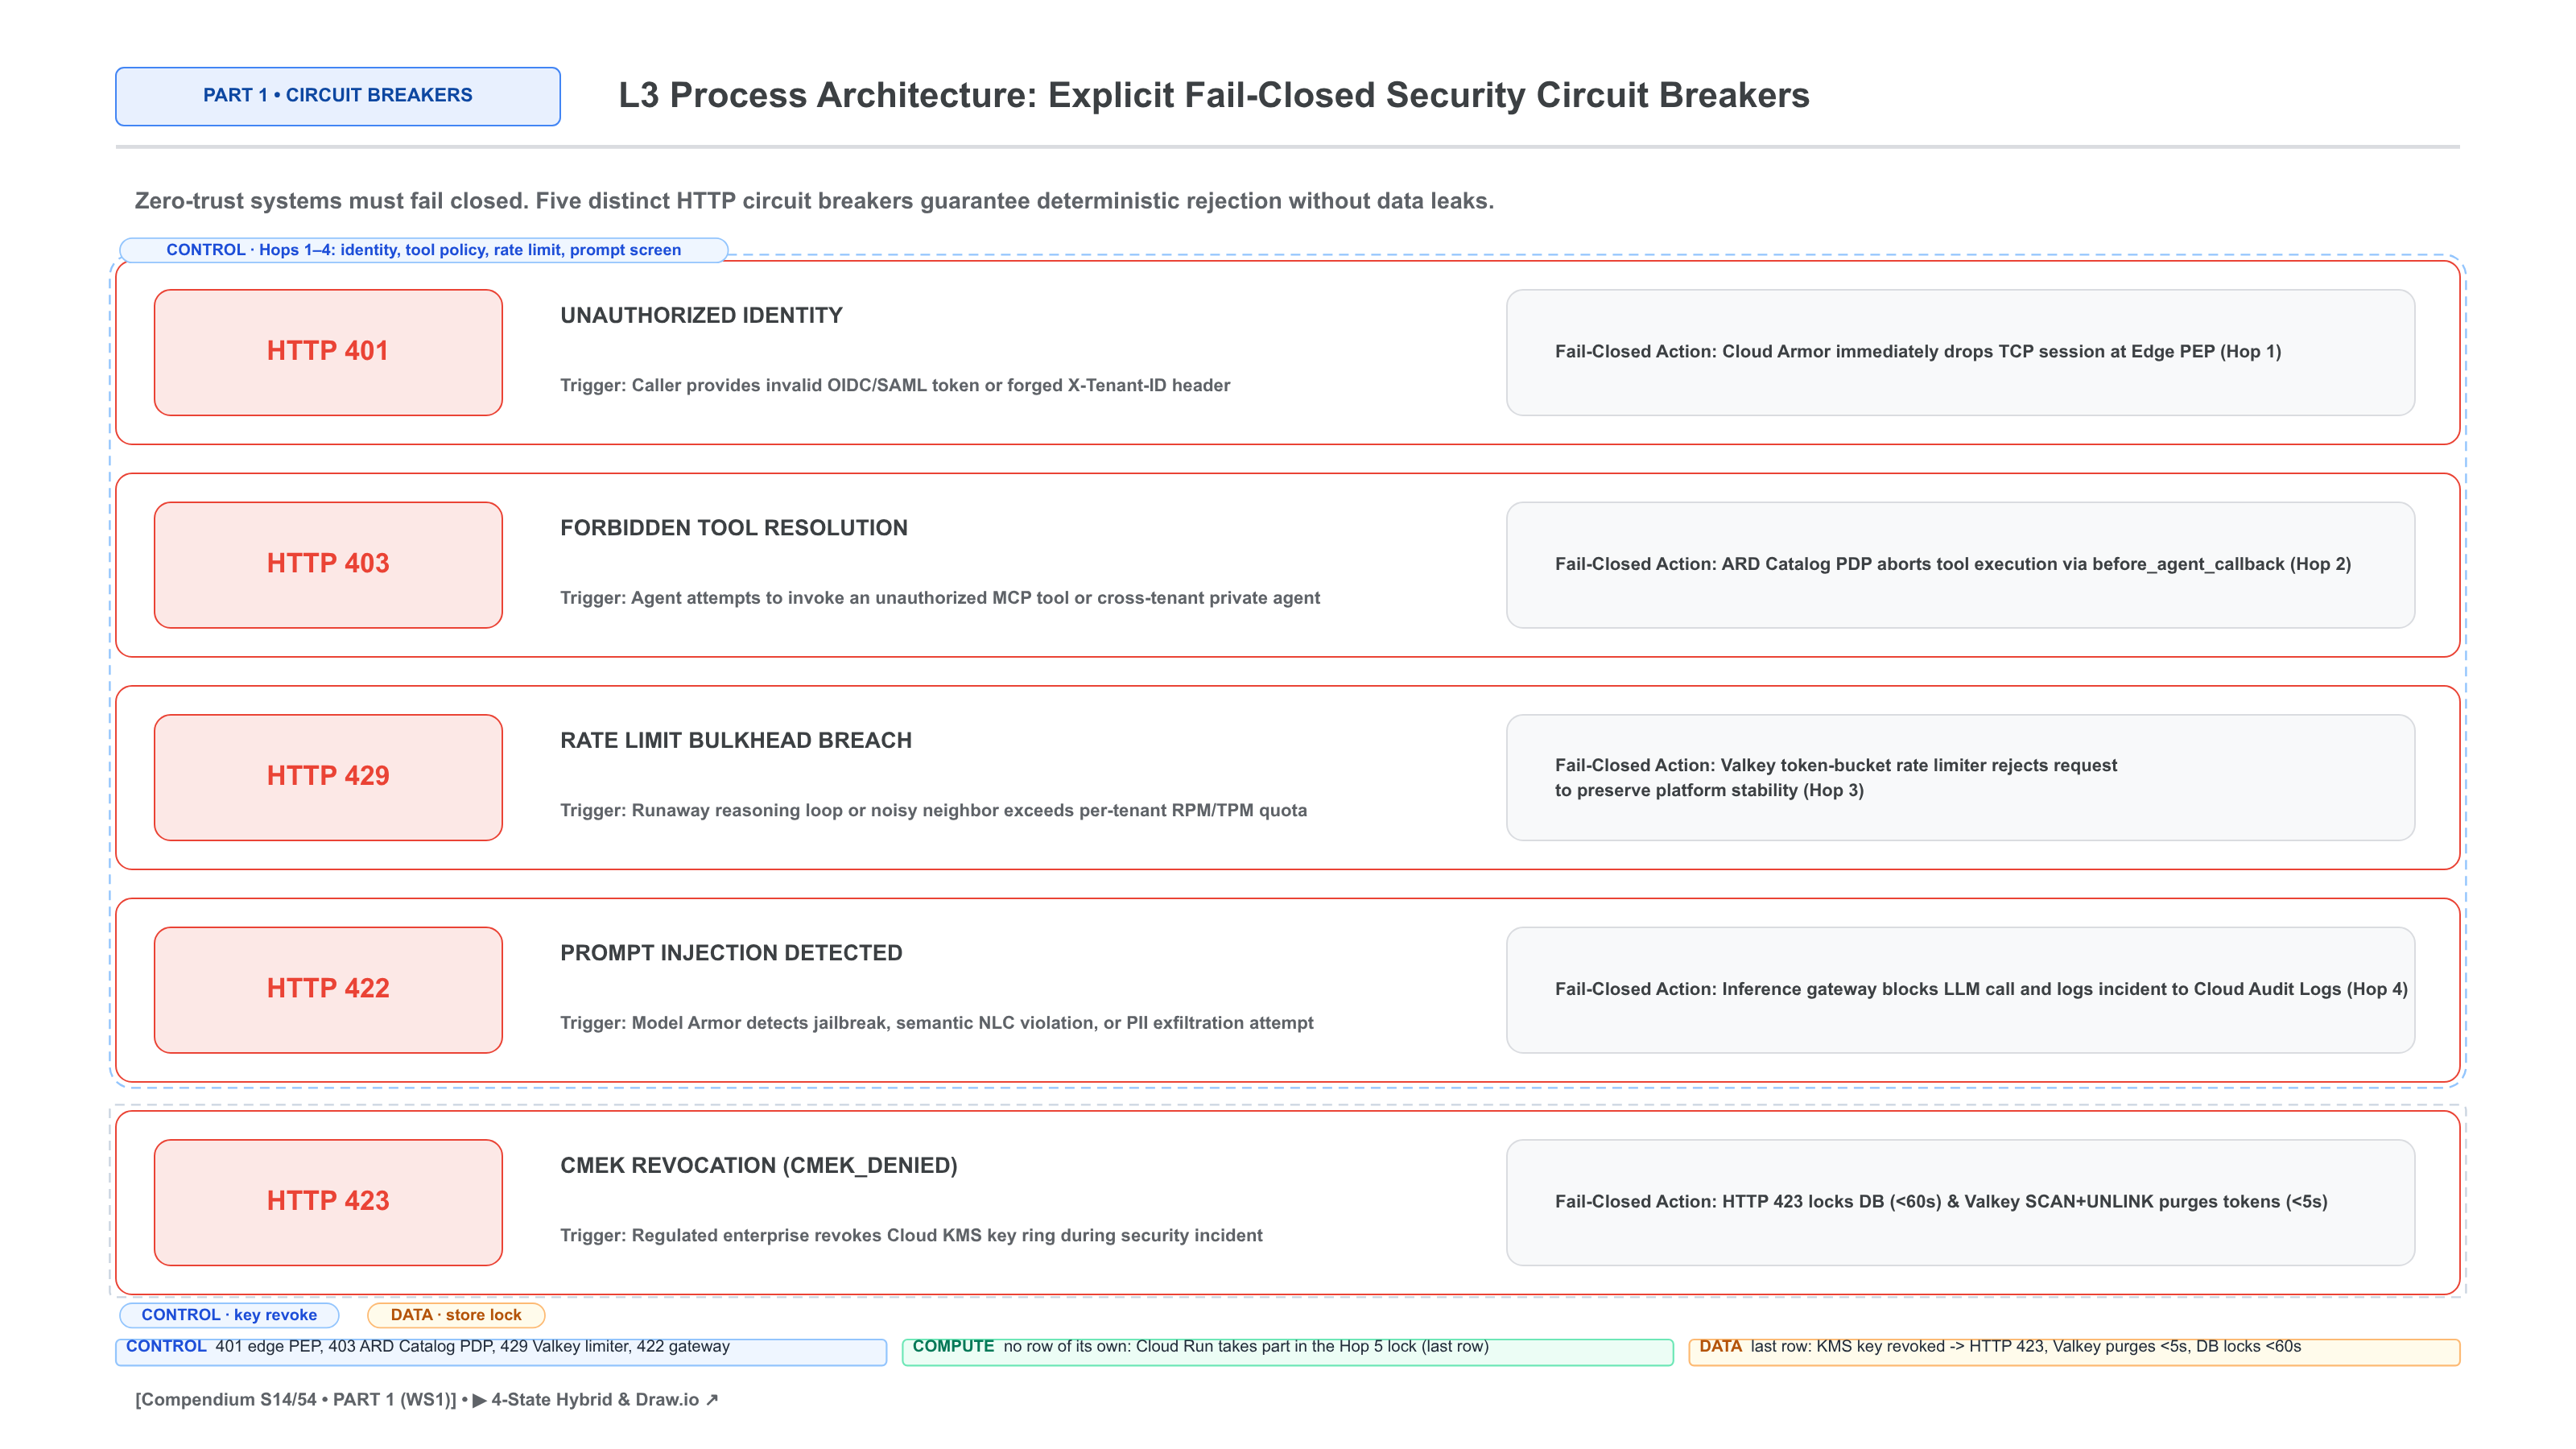 PART 1 • CIRCUIT BREAKERS
L3 Process Architecture: Explicit Fail-Closed Security Circuit Breakers
Zero-trust systems must fail closed. Five distinct HTTP circuit breakers guarantee deterministic rejection without data leaks.
CONTROL · Hops 1–4: identity, tool policy, rate limit, prompt screen
HTTP 401
UNAUTHORIZED IDENTITY
Trigger: Caller provides invalid OIDC/SAML token or forged X-Tenant-ID header
Fail-Closed Action: Cloud Armor immediately drops TCP session at Edge PEP (Hop 1)
HTTP 403
FORBIDDEN TOOL RESOLUTION
Trigger: Agent attempts to invoke an unauthorized MCP tool or cross-tenant private agent
Fail-Closed Action: ARD Catalog PDP aborts tool execution via before_agent_callback (Hop 2)
HTTP 429
RATE LIMIT BULKHEAD BREACH
Trigger: Runaway reasoning loop or noisy neighbor exceeds per-tenant RPM/TPM quota
Fail-Closed Action: Valkey token-bucket rate limiter rejects request
to preserve platform stability (Hop 3)
HTTP 422
PROMPT INJECTION DETECTED
Trigger: Model Armor detects jailbreak, semantic NLC violation, or PII exfiltration attempt
Fail-Closed Action: Inference gateway blocks LLM call and logs incident to Cloud Audit Logs (Hop 4)
HTTP 423
CMEK REVOCATION (CMEK_DENIED)
Trigger: Regulated enterprise revokes Cloud KMS key ring during security incident
Fail-Closed Action: HTTP 423 locks DB (<60s) & Valkey SCAN+UNLINK purges tokens (<5s)
CONTROL · key revoke
DATA · store lock
CONTROL 401 edge PEP, 403 ARD Catalog PDP, 429 Valkey limiter, 422 gateway
COMPUTE no row of its own: Cloud Run takes part in the Hop 5 lock (last row)
DATA last row: KMS key revoked -> HTTP 423, Valkey purges <5s, DB locks <60s
[Compendium S14/54 • PART 1 (WS1)] • ▶ 4-State Hybrid & Draw.io ↗